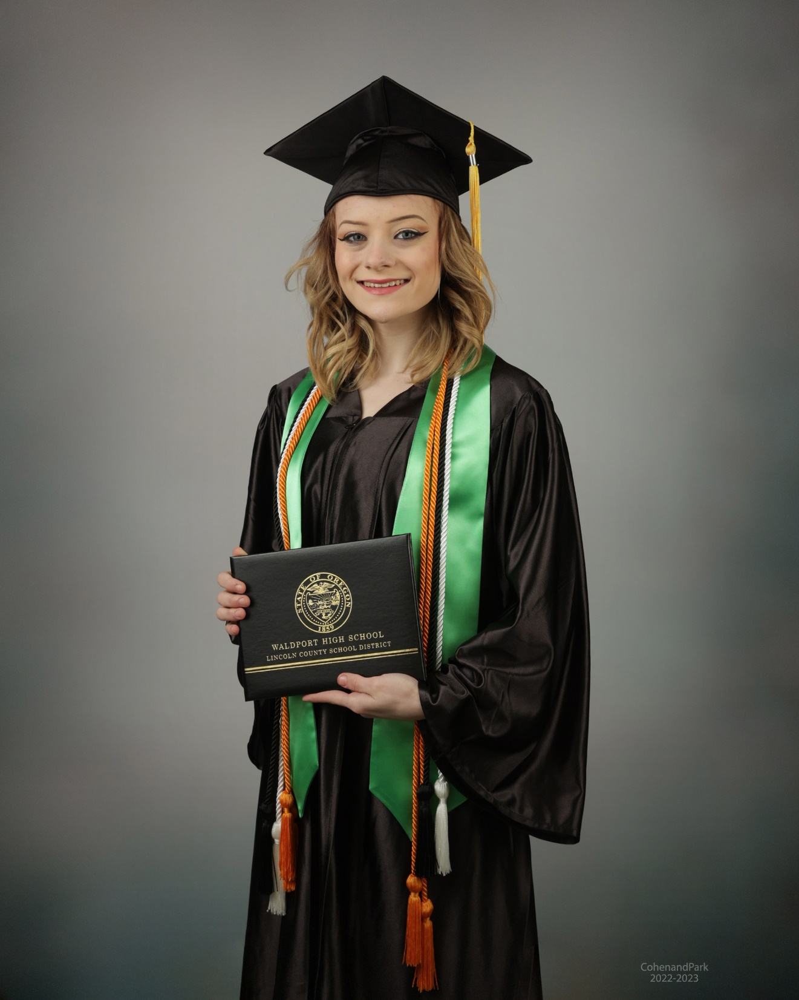 STATE OF OREGON
1859
WALDPORT HIGH SCHOOL
LINCOLN COUNTY SCHOOL DISTRICT
CohenandPark
2022-2023